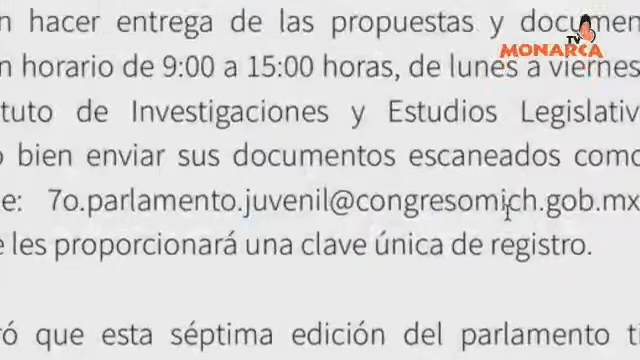 n hacer entrega de las propuestas y documen
n horario de 9:00 a 15:00 horas, de lunes a viernes
tuto de Investigaciones y Estudios Legislativ
o bien enviar sus documentos escaneados como
e: 7o.parlamento.juvenil@congresomich.gob.mx
e les proporcionará una clave única de registro.
ró que esta séptima edición del parlamento ti
TV
MONARCA